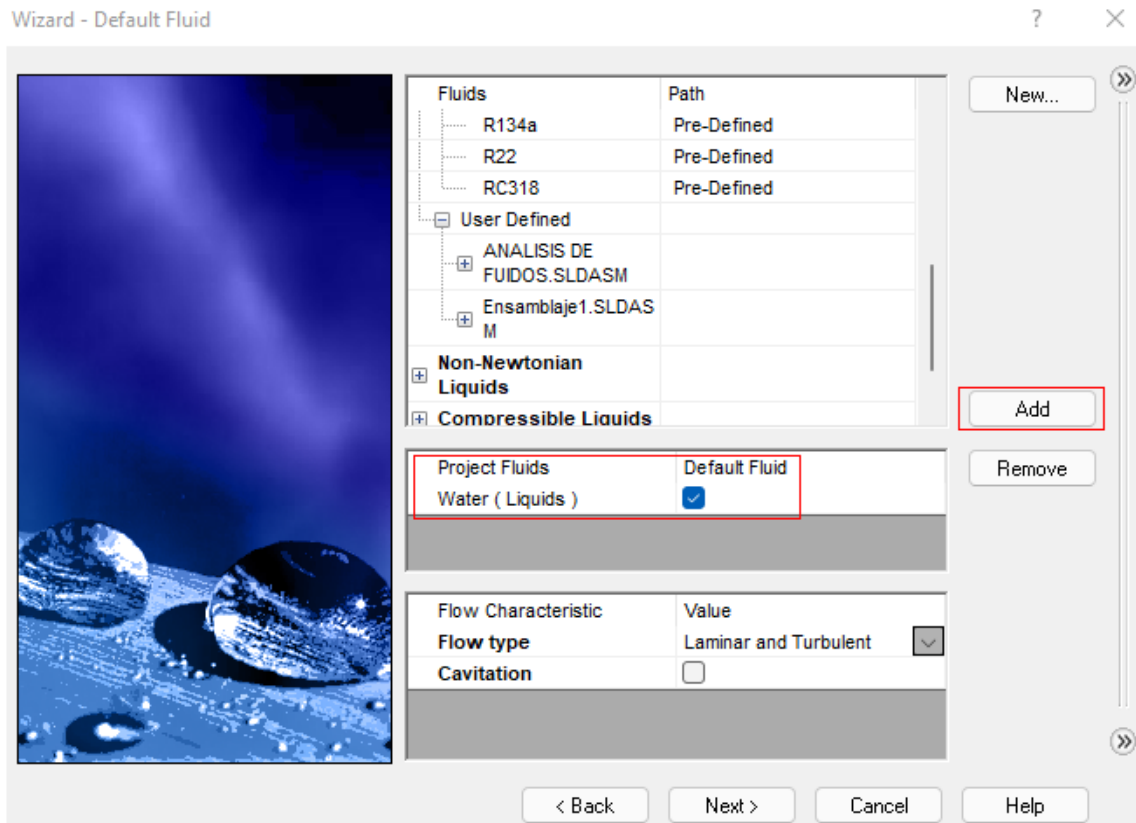 Wizard - Default Fluid
?
Fluids Path
New...
R134a Pre-Defined
R22 Pre-Defined
RC318 Pre-Defined
User Defined
ANALISIS DE
FUIDOS.SLDASM
Ensamblaje1.SLDAS
M
Non-Newtonian
Liquids
Compressible Liquids
Add
Project Fluids Default Fluid
Remove
Water ( Liquids )
Flow Characteristic Value
Flow type Laminar and Turbulent
Cavitation
< Back Next > Cancel Help